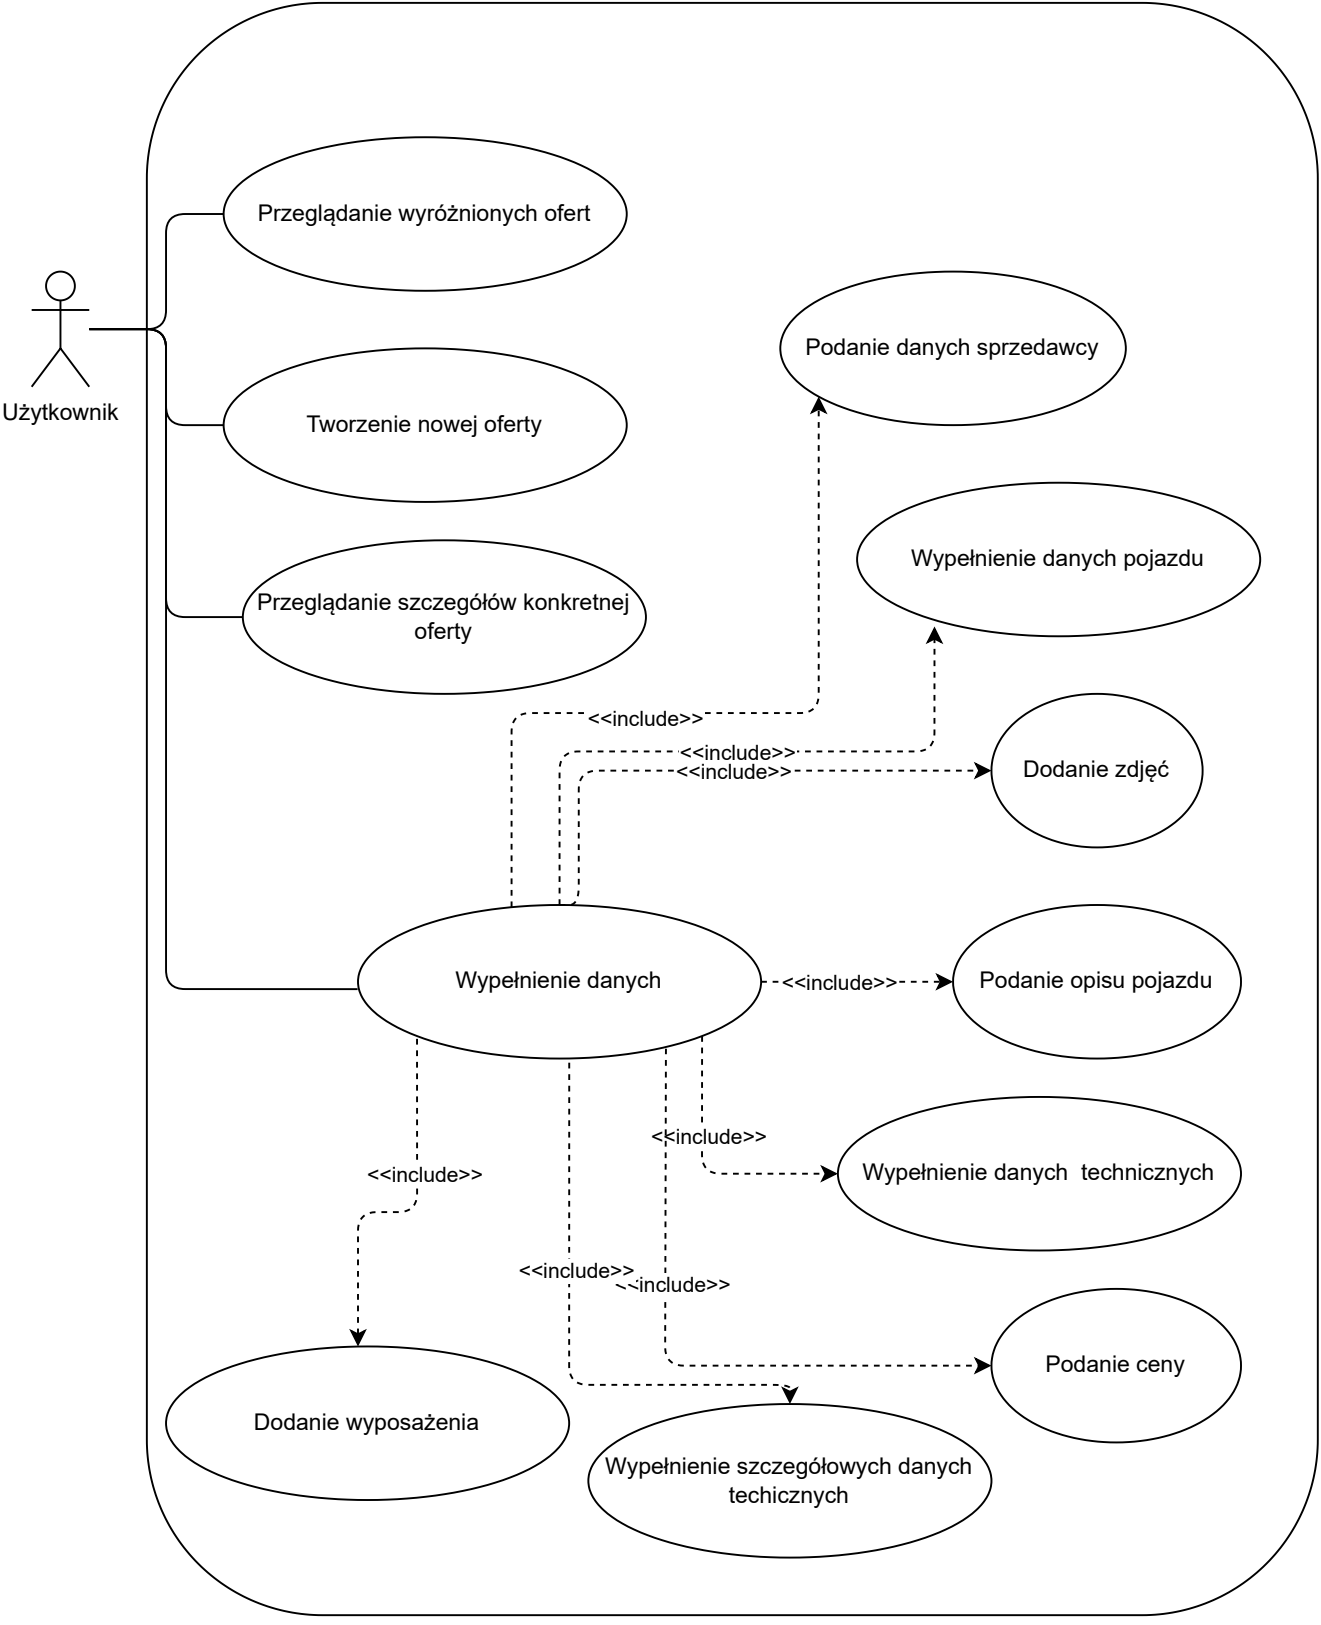 Przeglądanie wyróżnionych ofert
Użytkownik
Podanie danych sprzedawcy
Tworzenie nowej oferty
Wypełnienie danych pojazdu
Przeglądanie szczegółów konkretnej
oferty
<<include>>
<<include>>
<<include>>
Dodanie zdjęć
Wypełnienie danych
<<include>>
Podanie opisu pojazdu
<<include>>
<<include>>
Wypełnienie danych  technicznych
<<include>>
<<include>>
Podanie ceny
Dodanie wyposażenia
Wypełnienie szczegółowych danych
techicznych